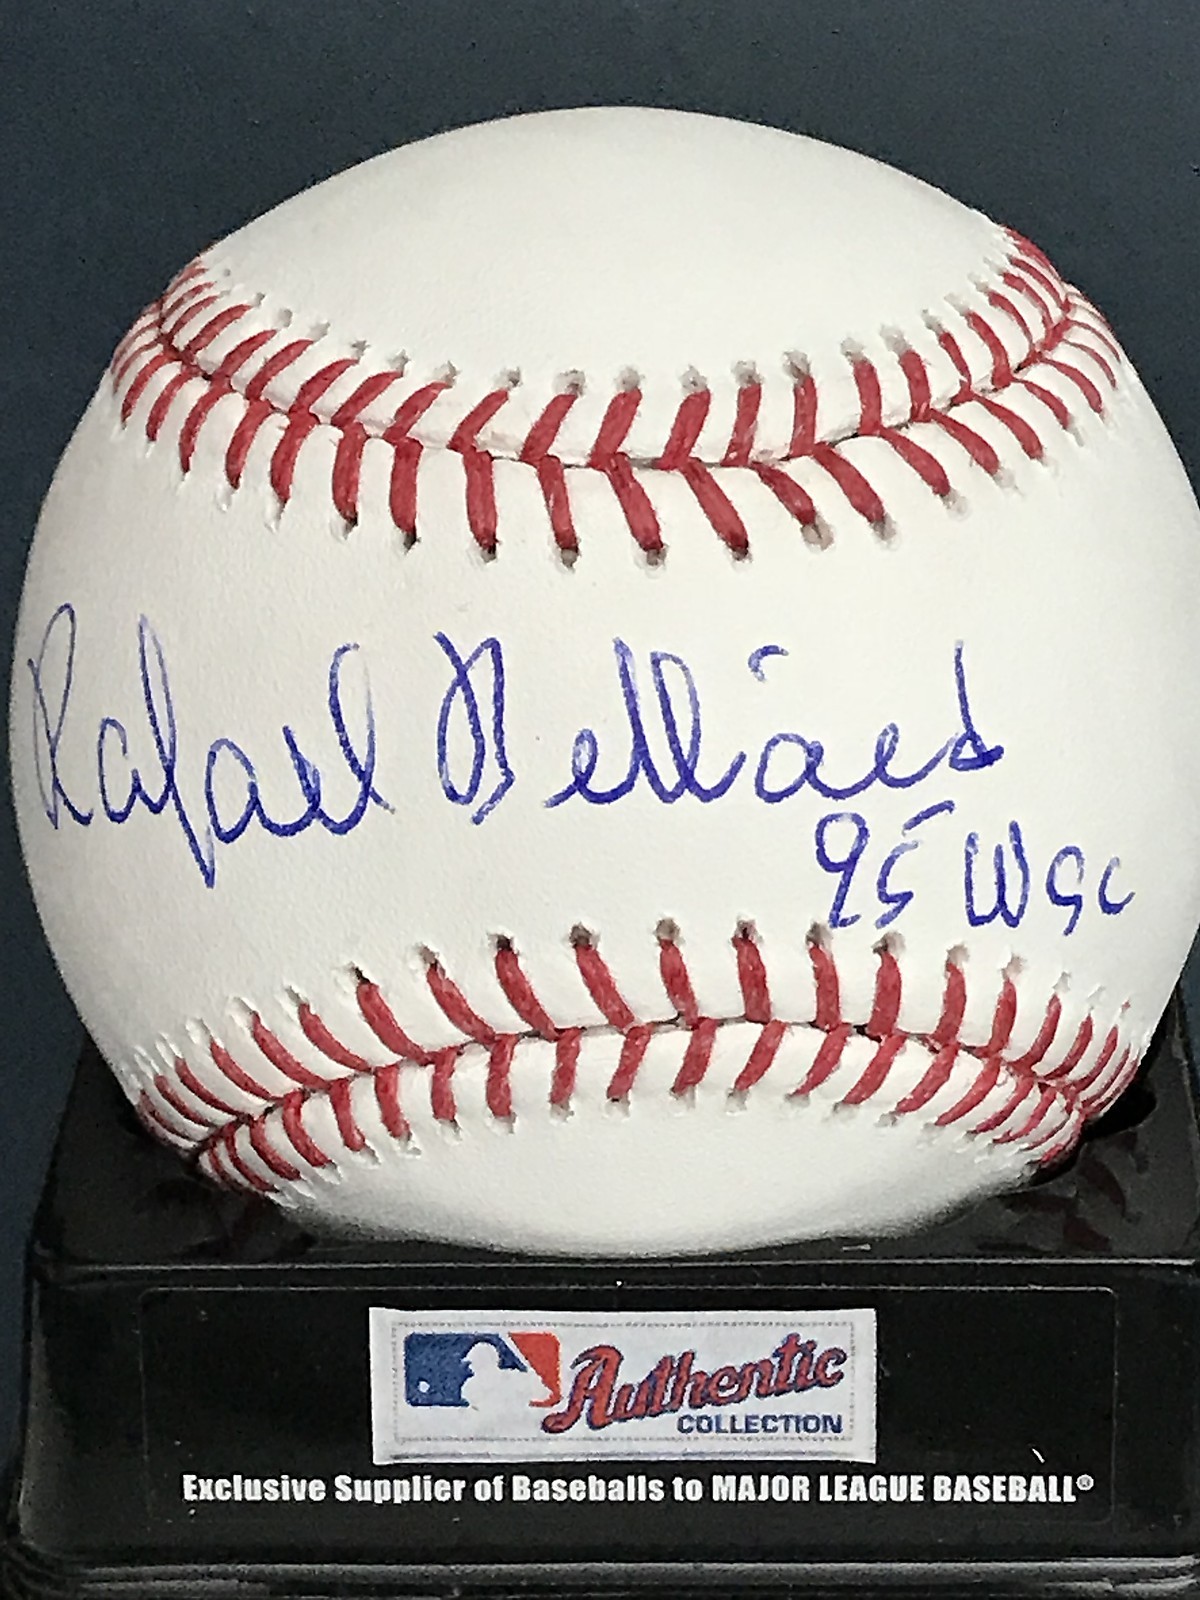 Rafael Belliard
95 WSC
Authentic
COLLECTION
Exclusive Supplier of Baseballs to MAJOR LEAGUE BASEBALL®